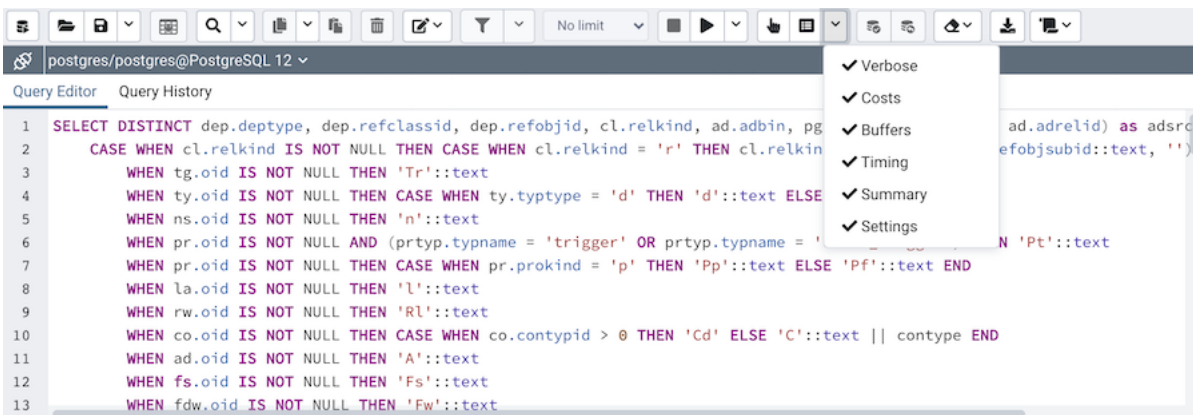 No limit
postgres/postgres@PostgreSQL 12
Query Editor Query History
Verbose
Costs
Buffers
Timing
Summary
Settings
1 SELECT DISTINCT dep.deptype, dep.refclassid, dep.refobjid, cl.relkind, ad.adbin, pg ad.adrelid) as adsrc
2 CASE WHEN cl.relkind IS NOT NULL THEN CASE WHEN cl.relkind = 'r' THEN cl.relkin efobjsubid::text, '')
3 WHEN tg.oid IS NOT NULL THEN 'Tr'::text
4 WHEN ty.oid IS NOT NULL THEN CASE WHEN ty.typtype = 'd' THEN 'd'::text ELSE
5 WHEN ns.oid IS NOT NULL THEN 'n'::text
6 WHEN pr.oid IS NOT NULL AND (prtyp.typname = 'trigger' OR prtyp.typname = ' N 'Pt'::text
7 WHEN pr.oid IS NOT NULL THEN CASE WHEN pr.prokind = 'p' THEN 'Pp'::text ELSE 'Pf'::text END
8 WHEN la.oid IS NOT NULL THEN 'l'::text
9 WHEN rw.oid IS NOT NULL THEN 'Rl'::text
10 WHEN co.oid IS NOT NULL THEN CASE WHEN co.contypid > 0 THEN 'Cd' ELSE 'C'::text || contype END
11 WHEN ad.oid IS NOT NULL THEN 'A'::text
12 WHEN fs.oid IS NOT NULL THEN 'Fs'::text
13 WHEN fdw.oid IS NOT NULL THEN 'Fw'::text